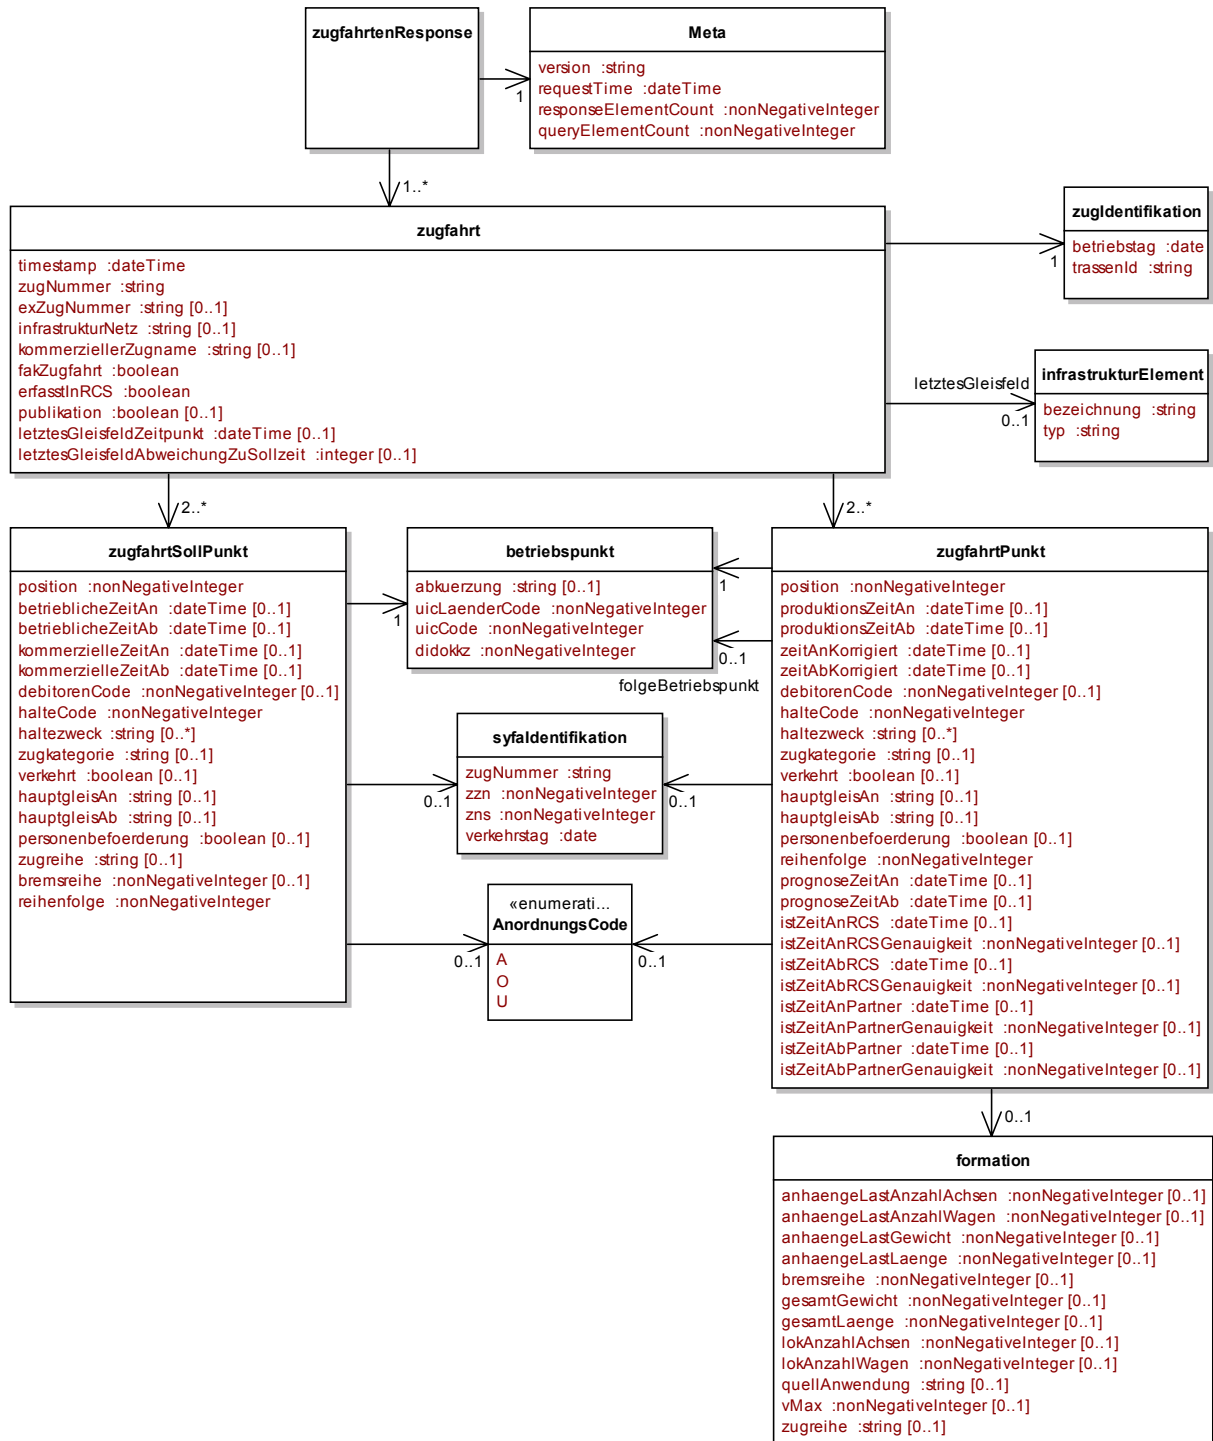 zugfahrtenResponse
Meta
version :string
requestTime :dateTime
responseElementCount :nonNegativeInteger
queryElementCount :nonNegativeInteger
1
1..*
zugfahrt
timestamp :dateTime
zugNummer :string
exZugNummer :string [0..1]
infrastrukturNetz :string [0..1]
kommerziellerZugname :string [0..1]
fakZugfahrt :boolean
erfasstInRCS :boolean
publikation :boolean [0..1]
letztesGleisfeldZeitpunkt :dateTime [0..1]
letztesGleisfeldAbweichungZuSollzeit :integer [0..1]
zugIdentifikation
betriebstag :date
trassenId :string
1
letztesGleisfeld
0..1
infrastrukturElement
bezeichnung :string
typ :string
2..*
2..*
zugfahrtSollPunkt
position :nonNegativeInteger
betrieblicheZeitAn :dateTime [0..1]
betrieblicheZeitAb :dateTime [0..1]
kommerzielleZeitAn :dateTime [0..1]
kommerzielleZeitAb :dateTime [0..1]
debitorenCode :nonNegativeInteger [0..1]
halteCode :nonNegativeInteger
haltezweck :string [0..*]
zugkategorie :string [0..1]
verkehrt :boolean [0..1]
hauptgleisAn :string [0..1]
hauptgleisAb :string [0..1]
personenbefoerderung :boolean [0..1]
zugreihe :string [0..1]
bremsreihe :nonNegativeInteger [0..1]
reihenfolge :nonNegativeInteger
betriebspunkt
abkuerzung :string [0..1]
uicLaenderCode :nonNegativeInteger
uicCode :nonNegativeInteger
didokkz :nonNegativeInteger
1
1
0..1
folgeBetriebspunkt
syfaIdentifikation
zugNummer :string
zzn :nonNegativeInteger
zns :nonNegativeInteger
verkehrstag :date
0..1
0..1
«enumerati...
AnordnungsCode
A
O
U
0..1
0..1
zugfahrtPunkt
position :nonNegativeInteger
produktionsZeitAn :dateTime [0..1]
produktionsZeitAb :dateTime [0..1]
zeitAnKorrigiert :dateTime [0..1]
zeitAbKorrigiert :dateTime [0..1]
debitorenCode :nonNegativeInteger [0..1]
halteCode :nonNegativeInteger
haltezweck :string [0..*]
zugkategorie :string [0..1]
verkehrt :boolean [0..1]
hauptgleisAn :string [0..1]
hauptgleisAb :string [0..1]
personenbefoerderung :boolean [0..1]
reihenfolge :nonNegativeInteger
prognoseZeitAn :dateTime [0..1]
prognoseZeitAb :dateTime [0..1]
istZeitAnRCS :dateTime [0..1]
istZeitAnRCSGenauigkeit :nonNegativeInteger [0..1]
istZeitAbRCS :dateTime [0..1]
istZeitAbRCSGenauigkeit :nonNegativeInteger [0..1]
istZeitAnPartner :dateTime [0..1]
istZeitAnPartnerGenauigkeit :nonNegativeInteger [0..1]
istZeitAbPartner :dateTime [0..1]
istZeitAbPartnerGenauigkeit :nonNegativeInteger [0..1]
0..1
formation
anhaengeLastAnzahlAchsen :nonNegativeInteger [0..1]
anhaengeLastAnzahlWagen :nonNegativeInteger [0..1]
anhaengeLastGewicht :nonNegativeInteger [0..1]
anhaengeLastLaenge :nonNegativeInteger [0..1]
bremsreihe :nonNegativeInteger [0..1]
gesamtGewicht :nonNegativeInteger [0..1]
gesamtLaenge :nonNegativeInteger [0..1]
lokAnzahlAchsen :nonNegativeInteger [0..1]
lokAnzahlWagen :nonNegativeInteger [0..1]
quellAnwendung :string [0..1]
vMax :nonNegativeInteger [0..1]
zugreihe :string [0..1]